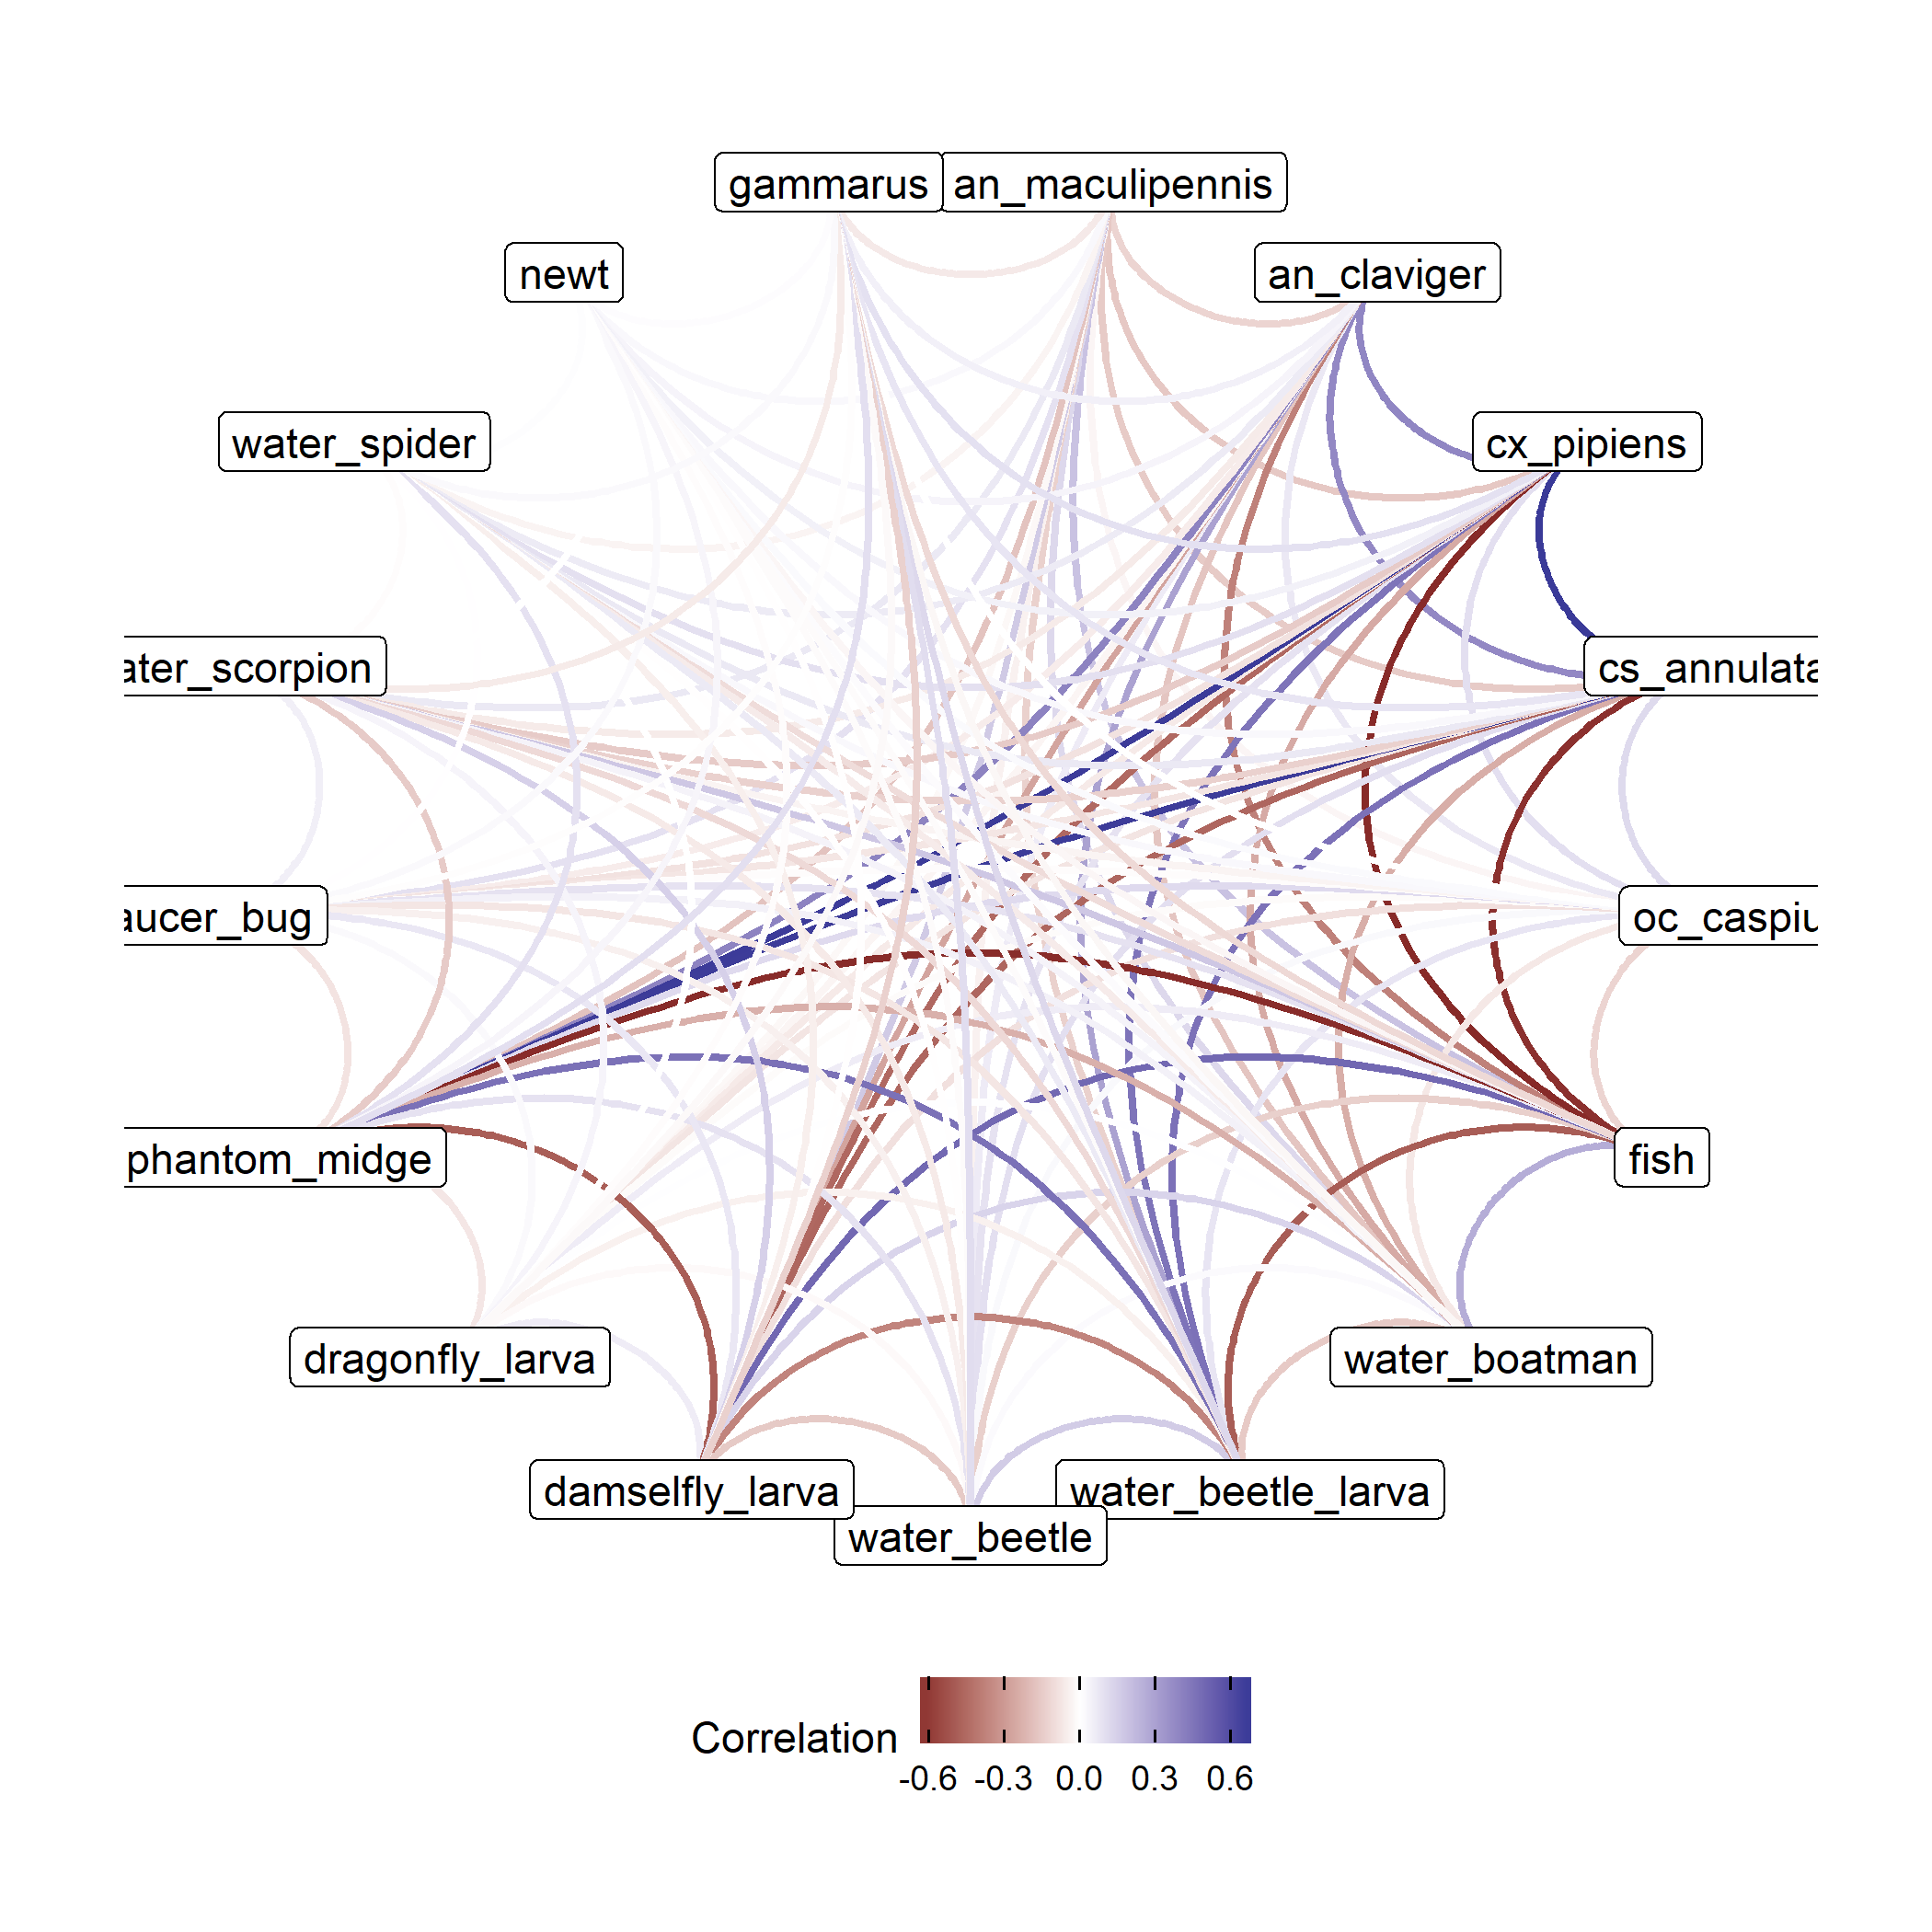 gammarus
an_maculipennis
newt
an_claviger
water_spider
cx_pipiens
ater_scorpion
cs_annulata
aucer_bug
oc_caspiu
phantom_midge
fish
dragonfly_larva
water_boatman
damselfly_larva
water_beetle_larva
water_beetle
Correlation
-0.6 -0.3 0.0 0.3 0.6